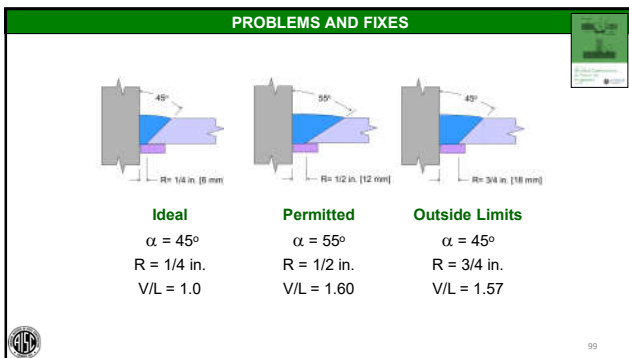 PROBLEMS AND FIXES
45°
55°
45°
R= 1/4 in. [6 mm]
R= 1/2 in. [12 mm]
R= 3/4 in. [18 mm]
Ideal
Permitted
Outside Limits
α = 45°
α = 55°
α = 45°
R = 1/4 in.
R = 1/2 in.
R = 3/4 in.
V/L = 1.0
V/L = 1.60
V/L = 1.57
AISC
99